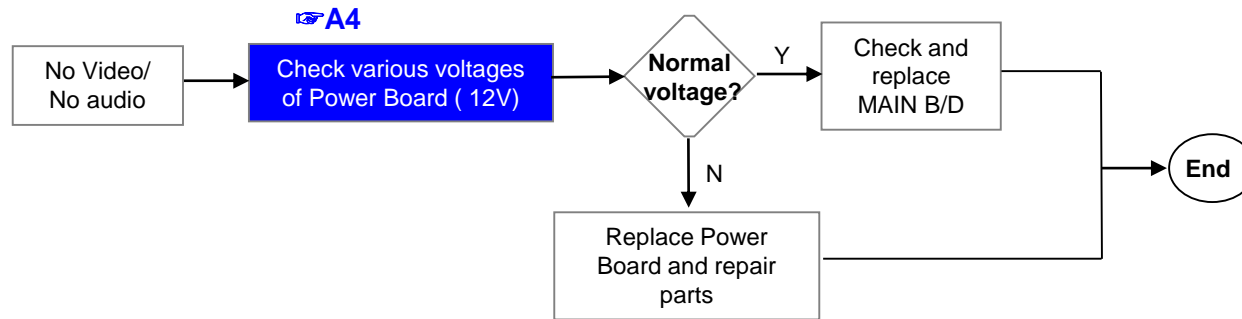 ☞A4
No Video/
No audio
Check various voltages
of Power Board ( 12V)
Normal
voltage?
Y
Check and
replace
MAIN B/D
N
Replace Power
Board and repair
parts
End